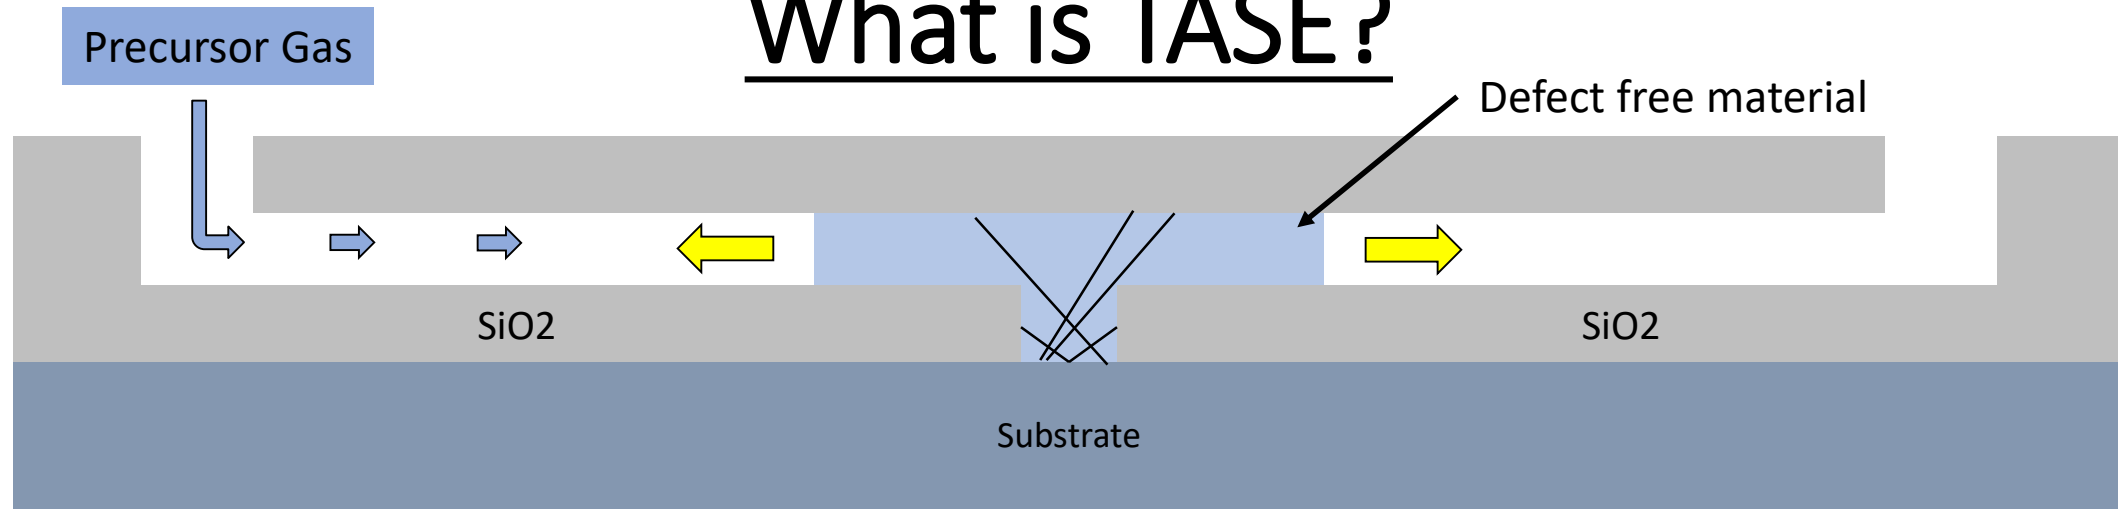 What is TASE?
Precursor Gas
Defect free material
SiO2
SiO2
Substrate